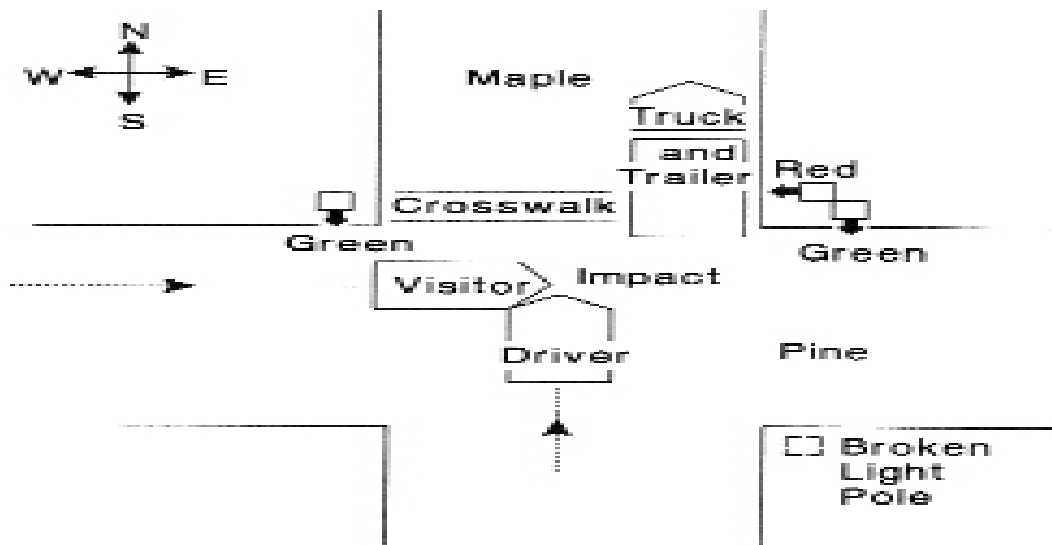 N
W E
S
Maple
Truck
and
Trailer
Red
Crosswalk
Green
Green
Visitor
Impact
Driver
Pine
Broken
Light
Pole